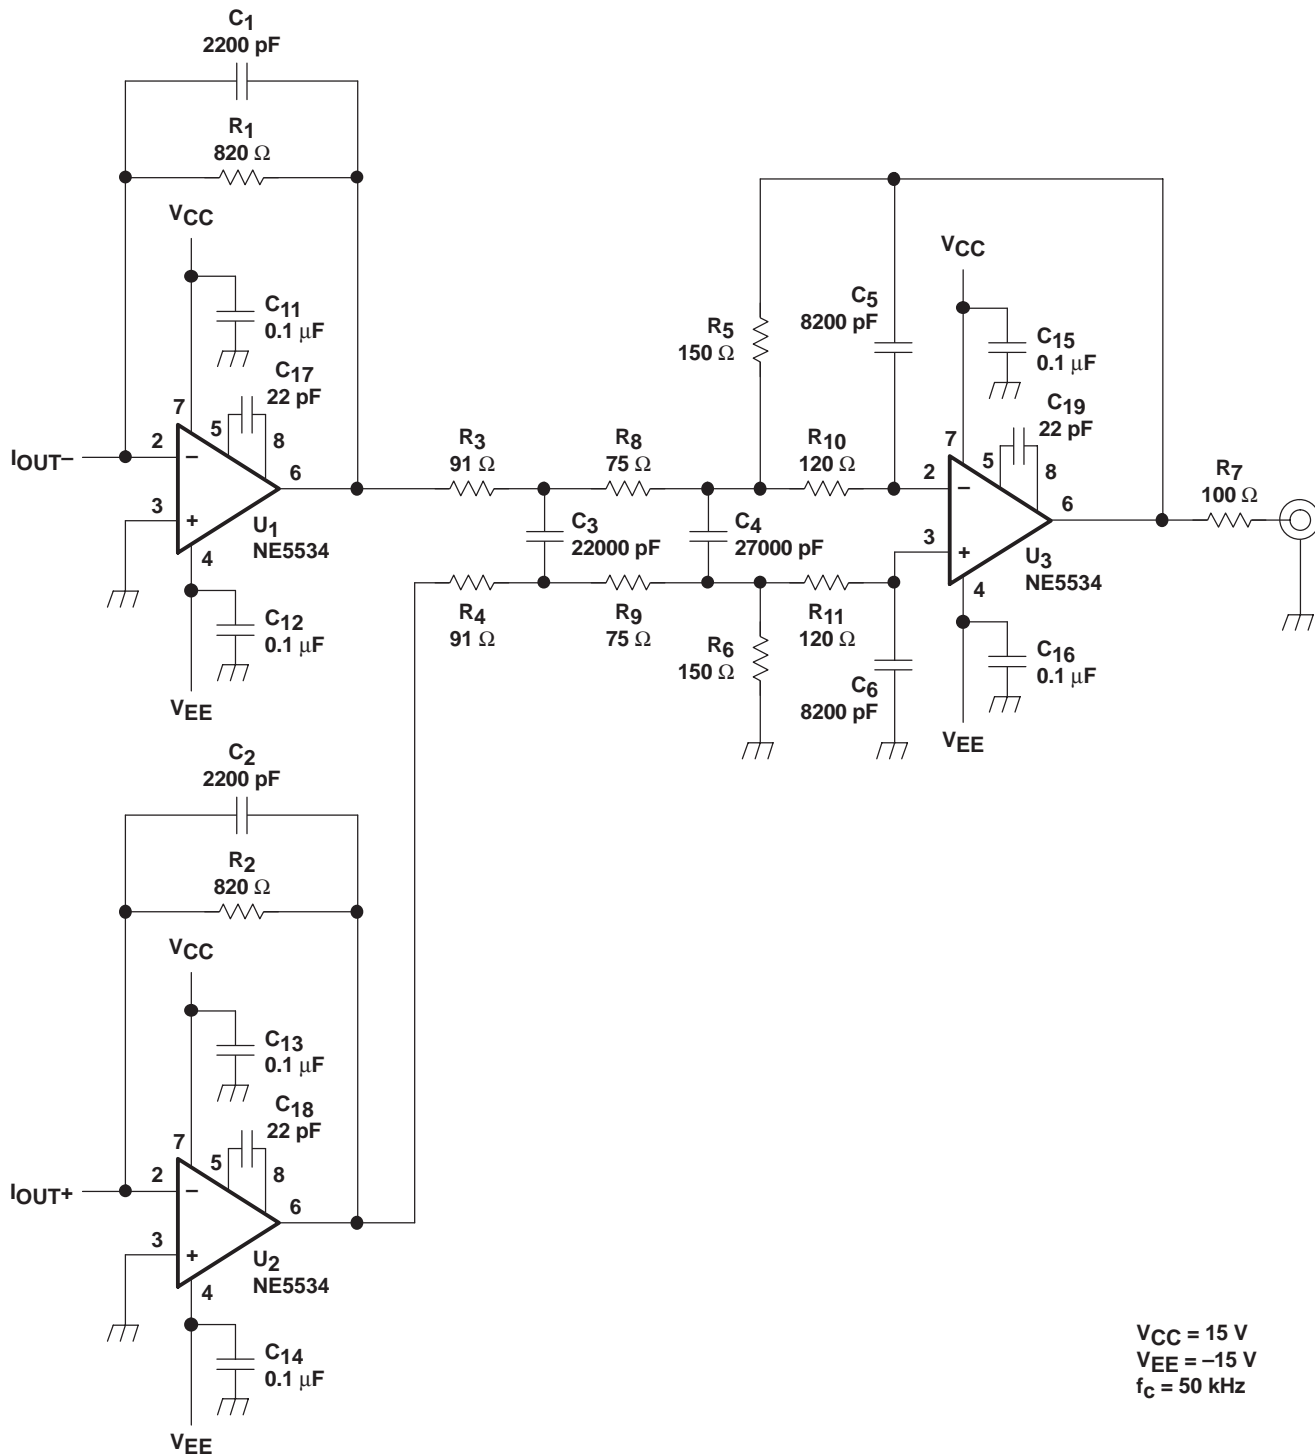 C1
2200 pF
R1
820 Ω
VCC
C11
0.1 μF
C17
22 pF
7
5
8
IOUT–
2
–
6
3
+
U1
NE5534
4
C12
0.1 μF
VEE
R3
91 Ω
R8
75 Ω
R10
120 Ω
C3
22000 pF
C4
27000 pF
R4
91 Ω
R9
75 Ω
R11
120 Ω
R5
150 Ω
C5
8200 pF
R6
150 Ω
C6
8200 pF
VCC
C15
0.1 μF
C19
22 pF
7
5
8
2
–
6
3
+
U3
NE5534
4
C16
0.1 μF
VEE
R7
100 Ω
C2
2200 pF
R2
820 Ω
VCC
C13
0.1 μF
C18
22 pF
7
5
8
IOUT+
2
–
6
3
+
U2
NE5534
4
C14
0.1 μF
VEE
VCC = 15 V
VEE = –15 V
fc = 50 kHz